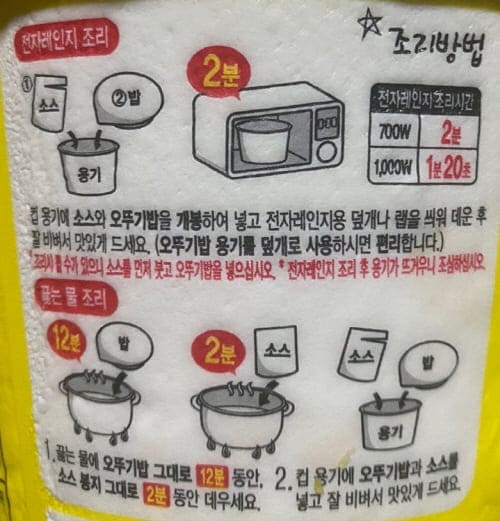 전자레인지 조리
☆ 조리방법
① 소스
② 밥
용기
2분
전자레인지 조리시간
700W 2분
1,000W 1분20초
컵 용기에 소스와 오뚜기밥을 개봉하여 넣고 전자레인지용 덮개나 랩을 씌워 데운 후
잘 비벼서 맛있게 드세요. (오뚜기밥 용기를 덮개로 사용하시면 편리합니다.)
튈 수가 있으니 소스를 먼저 붓고 오뚜기밥을 넣으십시오. * 전자레인지 조리 후 용기가 뜨거우니 조심하십시오.
끓는 물 조리
12분
밥
2분
소스
소스
밥
용기
1. 끓는 물에 오뚜기밥 그대로 12분 동안,
소스 봉지 그대로 2분 동안 데우세요.
2. 컵 용기에 오뚜기밥과 소스를
넣고 잘 비벼서 맛있게 드세요.